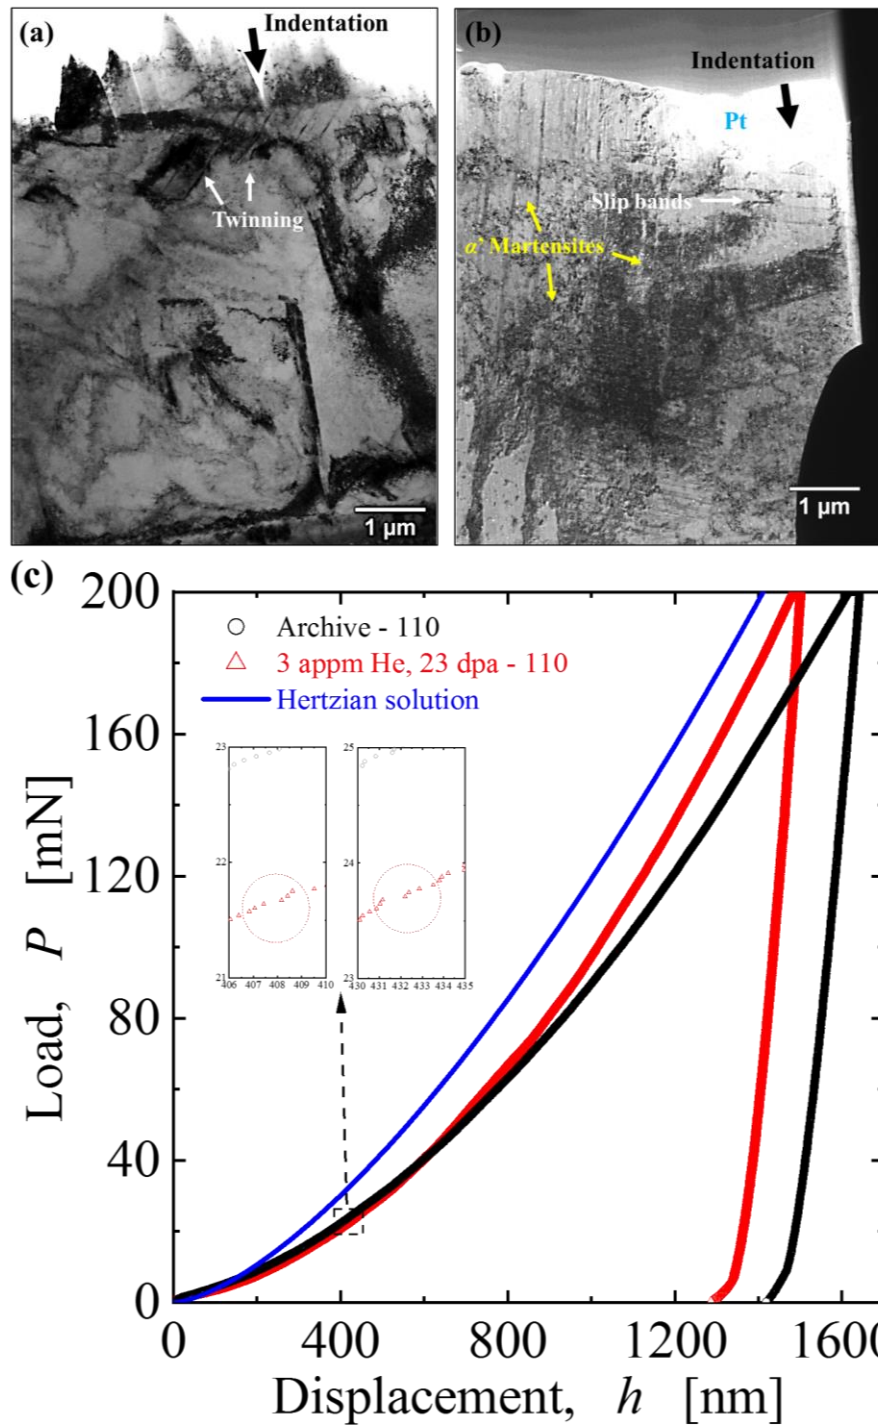 (a)
Indentation
Twinning
1 μm
(b)
Indentation
Pt
Slip bands
α' Martensites
1 μm
(c)
Archive - 110
3 appm He, 23 dpa - 110
Hertzian solution
23
22
21
406 407 408 409 410
25
24
23
430 431 432 433 434 435
200
160
120
80
40
0
Load, P [mN]
0 400 800 1200 1600
Displacement, h [nm]